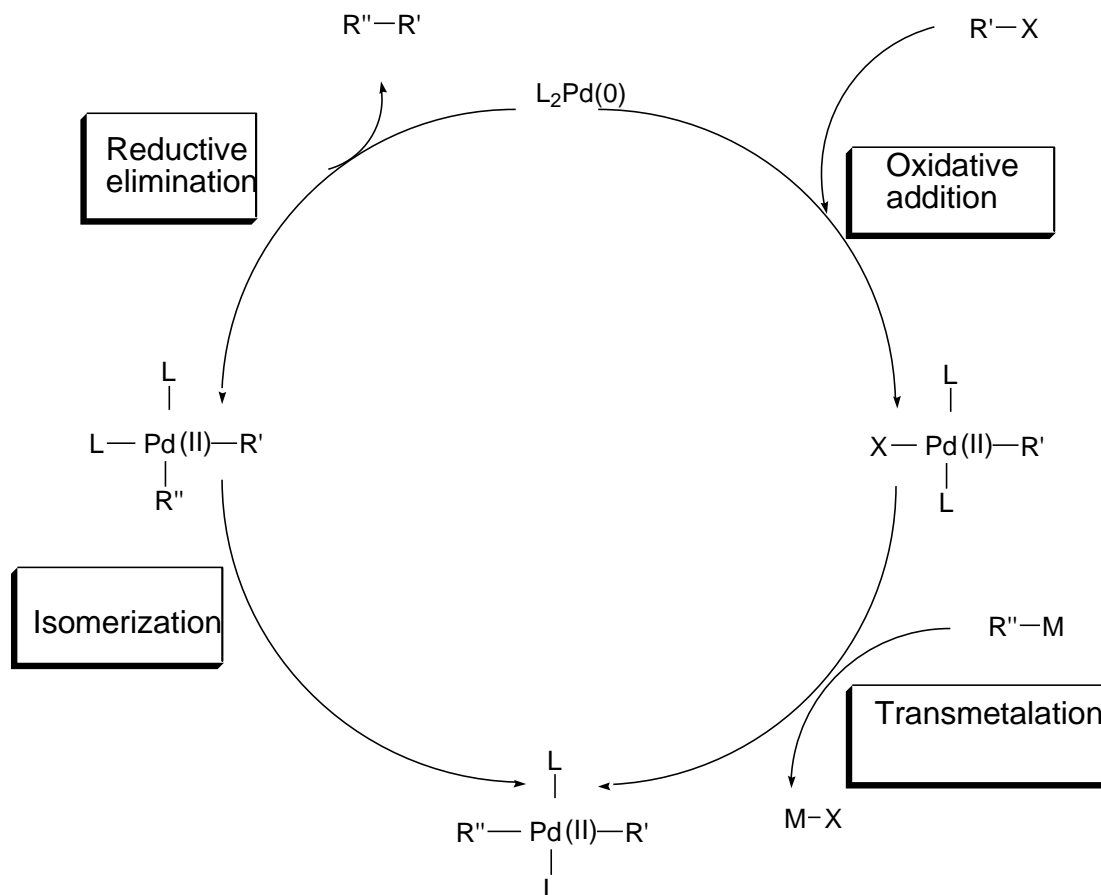 R"—R'
R'—X
L₂Pd(0)
Reductive
elimination
Oxidative
addition
L
L—Pd(II)—R'
R"
L
X—Pd(II)—R'
L
Isomerization
R"—M
Transmetalation
M–X
L
R"—Pd(II)—R'
L